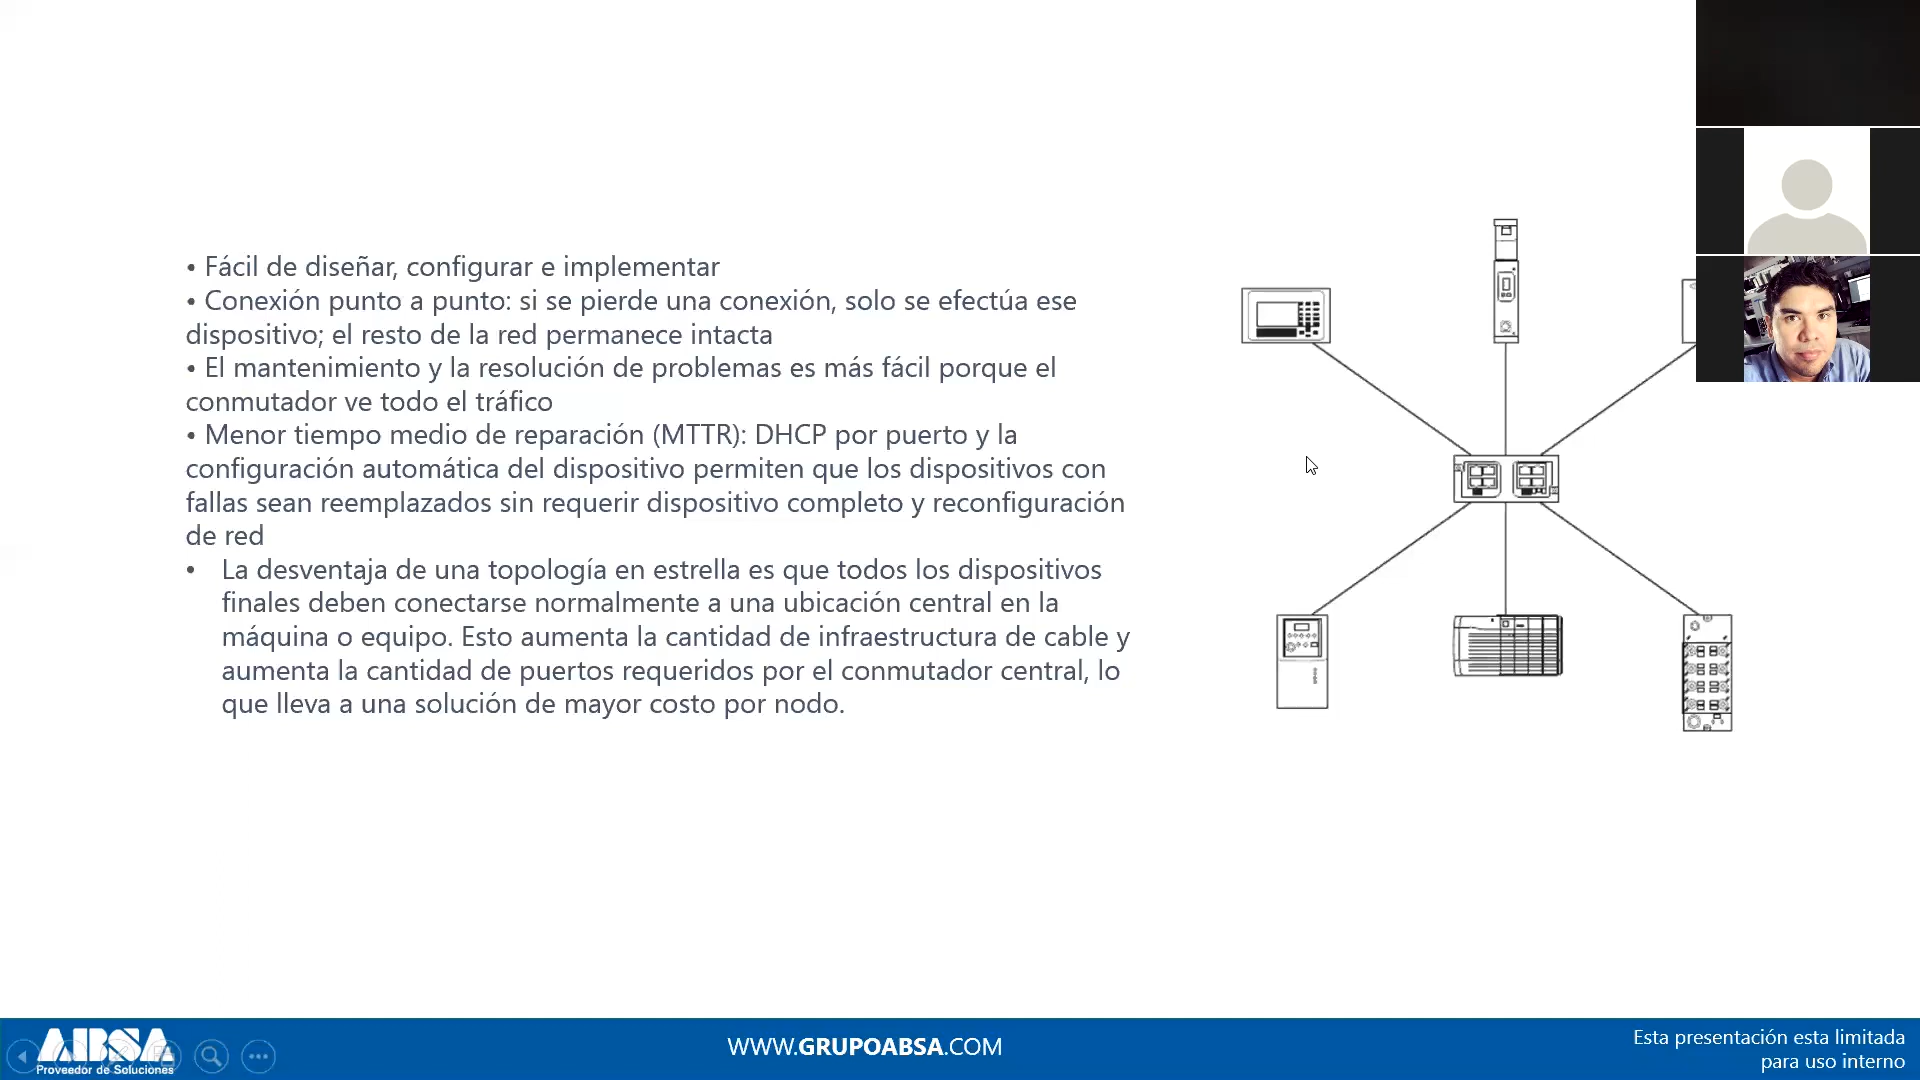 • Fácil de diseñar, configurar e implementar
• Conexión punto a punto: si se pierde una conexión, solo se efectúa ese
dispositivo; el resto de la red permanece intacta
• El mantenimiento y la resolución de problemas es más fácil porque el
conmutador ve todo el tráfico
• Menor tiempo medio de reparación (MTTR): DHCP por puerto y la
configuración automática del dispositivo permiten que los dispositivos con
fallas sean reemplazados sin requerir dispositivo completo y reconfiguración
de red
• La desventaja de una topología en estrella es que todos los dispositivos
finales deben conectarse normalmente a una ubicación central en la
máquina o equipo. Esto aumenta la cantidad de infraestructura de cable y
aumenta la cantidad de puertos requeridos por el conmutador central, lo
que lleva a una solución de mayor costo por nodo.
ABSA
Proveedor de Soluciones
WWW.GRUPOABSA.COM
Esta presentación esta limitada
para uso interno